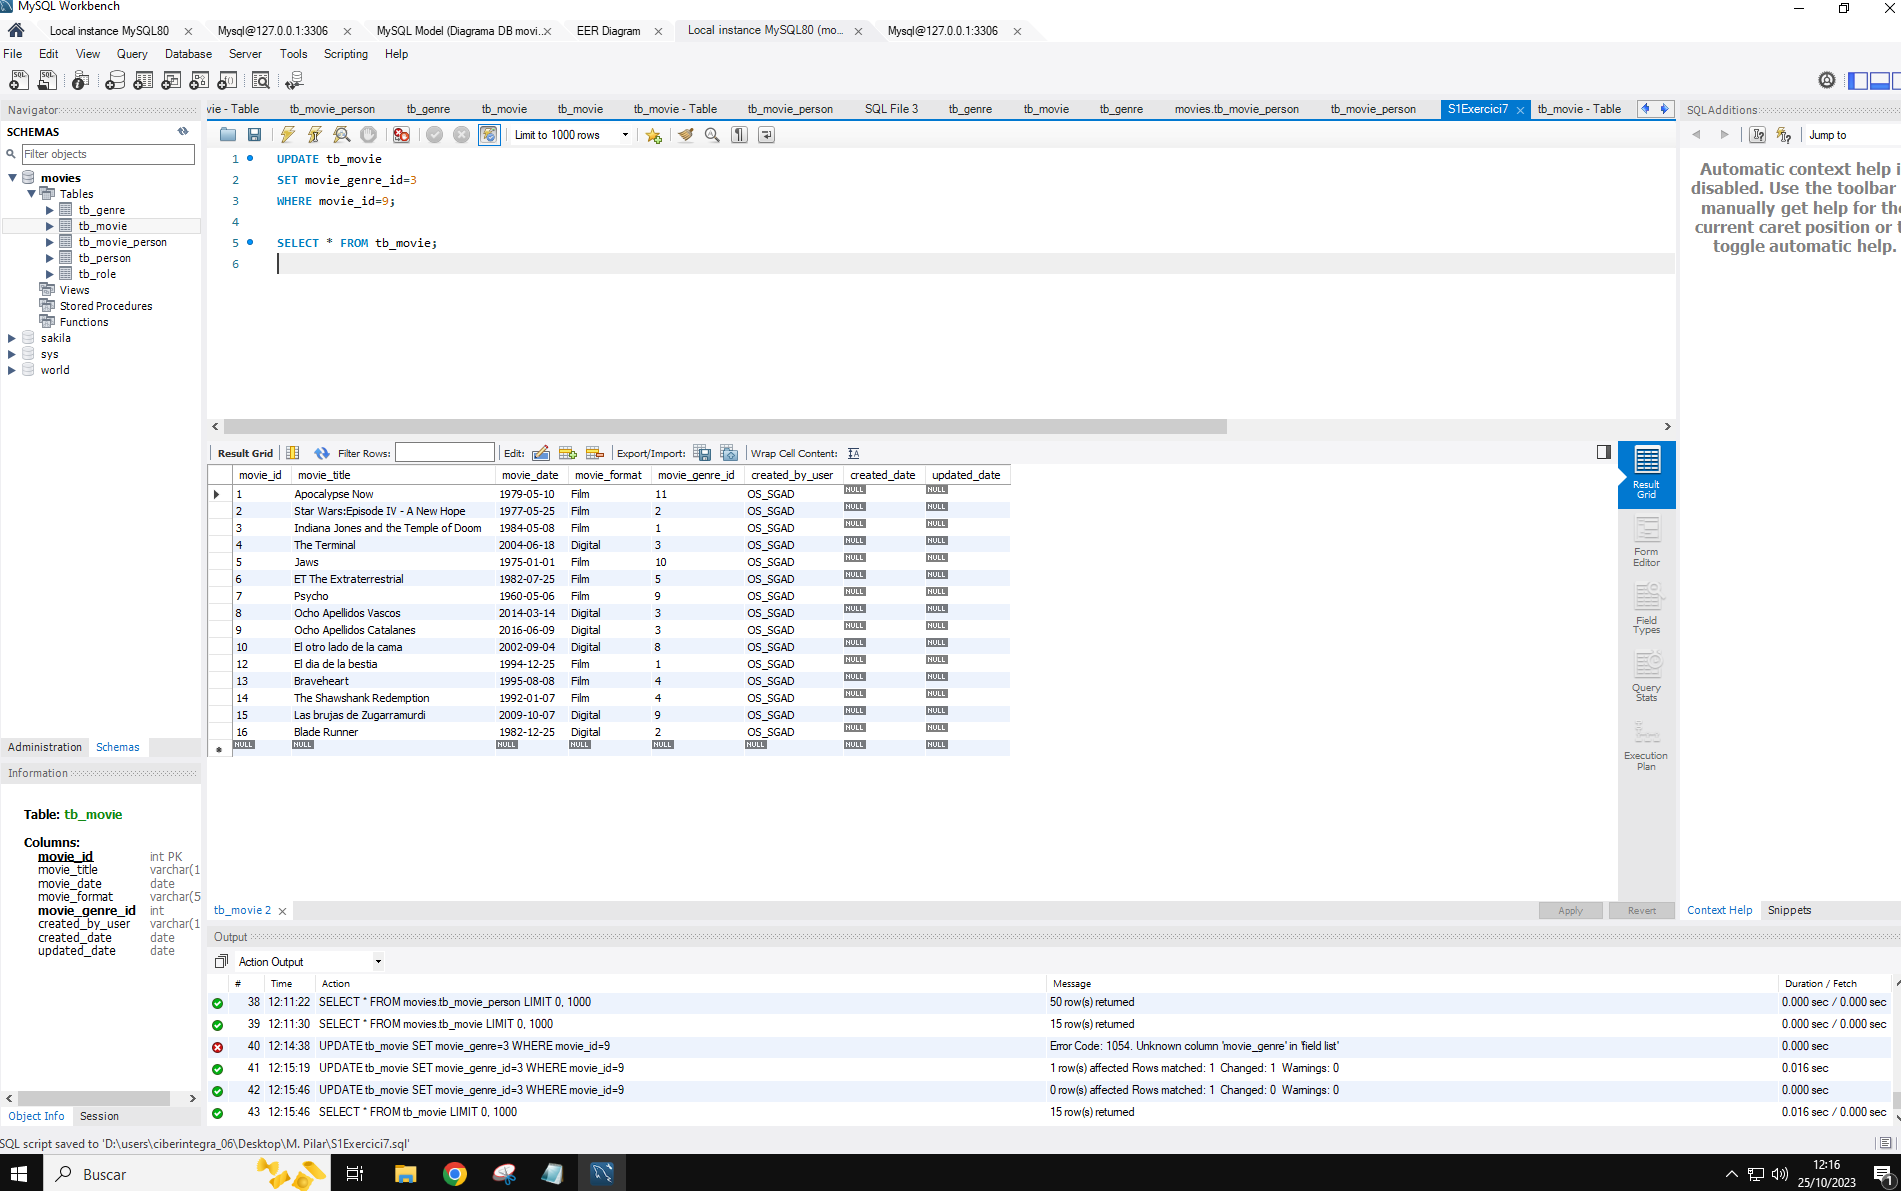 MySQL Workbench
Local instance MySQL80 Mysql@127.0.0.1:3306 MySQL Model (Diagrama DB movi... EER Diagram Local instance MySQL80 (mo... Mysql@127.0.0.1:3306
File Edit View Query Database Server Tools Scripting Help
Navigator
SCHEMAS
Filter objects
movies
Tables
tb_genre
tb_movie
tb_movie_person
tb_person
tb_role
Views
Stored Procedures
Functions
sakila
sys
world
Administration Schemas
Information
Table: tb_movie
Columns:
movie_id int PK
movie_title varchar(1
movie_date date
movie_format varchar(5
movie_genre_id int
created_by_user varchar(1
created_date date
updated_date date
Object Info Session
vie - Table tb_movie_person tb_genre tb_movie tb_movie tb_movie - Table tb_movie_person SQL File 3 tb_genre tb_movie tb_genre movies.tb_movie_person tb_movie_person S1Exercici7 tb_movie - Table
Limit to 1000 rows
1 UPDATE tb_movie
2 SET movie_genre_id=3
3 WHERE movie_id=9;
4
5 SELECT * FROM tb_movie;
6
Result Grid Filter Rows: Edit: Export/Import: Wrap Cell Content:
movie_id movie_title movie_date movie_format movie_genre_id created_by_user created_date updated_date
1 Apocalypse Now 1979-05-10 Film 11 OS_SGAD NULL NULL
2 Star Wars:Episode IV - A New Hope 1977-05-25 Film 2 OS_SGAD NULL NULL
3 Indiana Jones and the Temple of Doom 1984-05-08 Film 1 OS_SGAD NULL NULL
4 The Terminal 2004-06-18 Digital 3 OS_SGAD NULL NULL
5 Jaws 1975-01-01 Film 10 OS_SGAD NULL NULL
6 ET The Extraterrestrial 1982-07-25 Film 5 OS_SGAD NULL NULL
7 Psycho 1960-05-06 Film 9 OS_SGAD NULL NULL
8 Ocho Apellidos Vascos 2014-03-14 Digital 3 OS_SGAD NULL NULL
9 Ocho Apellidos Catalanes 2016-06-09 Digital 3 OS_SGAD NULL NULL
10 El otro lado de la cama 2002-09-04 Digital 8 OS_SGAD NULL NULL
12 El dia de la bestia 1994-12-25 Film 1 OS_SGAD NULL NULL
13 Braveheart 1995-08-08 Film 4 OS_SGAD NULL NULL
14 The Shawshank Redemption 1992-01-07 Film 4 OS_SGAD NULL NULL
15 Las brujas de Zugarramurdi 2009-10-07 Digital 9 OS_SGAD NULL NULL
16 Blade Runner 1982-12-25 Digital 2 OS_SGAD NULL NULL
NULL NULL NULL NULL NULL NULL NULL NULL
Result
Grid
Form
Editor
Field
Types
Query
Stats
Execution
Plan
tb_movie 2 Apply Revert
SQLAdditions
Jump to
Automatic context help i
disabled. Use the toolbar
manually get help for the
current caret position or t
toggle automatic help.
Context Help Snippets
Output
Action Output
# Time Action Message Duration / Fetch
38 12:11:22 SELECT * FROM movies.tb_movie_person LIMIT 0, 1000 50 row(s) returned 0.000 sec / 0.000 sec
39 12:11:30 SELECT * FROM movies.tb_movie LIMIT 0, 1000 15 row(s) returned 0.000 sec / 0.000 sec
40 12:14:38 UPDATE tb_movie SET movie_genre=3 WHERE movie_id=9 Error Code: 1054. Unknown column 'movie_genre' in 'field list' 0.000 sec
41 12:15:19 UPDATE tb_movie SET movie_genre_id=3 WHERE movie_id=9 1 row(s) affected Rows matched: 1 Changed: 1 Warnings: 0 0.016 sec
42 12:15:46 UPDATE tb_movie SET movie_genre_id=3 WHERE movie_id=9 0 row(s) affected Rows matched: 1 Changed: 0 Warnings: 0 0.000 sec
43 12:15:46 SELECT * FROM tb_movie LIMIT 0, 1000 15 row(s) returned 0.016 sec / 0.000 sec
SQL script saved to 'D:\users\ciberintegra_06\Desktop\M. Pilar\S1Exercici7.sql'
Buscar
12:16
25/10/2023
1